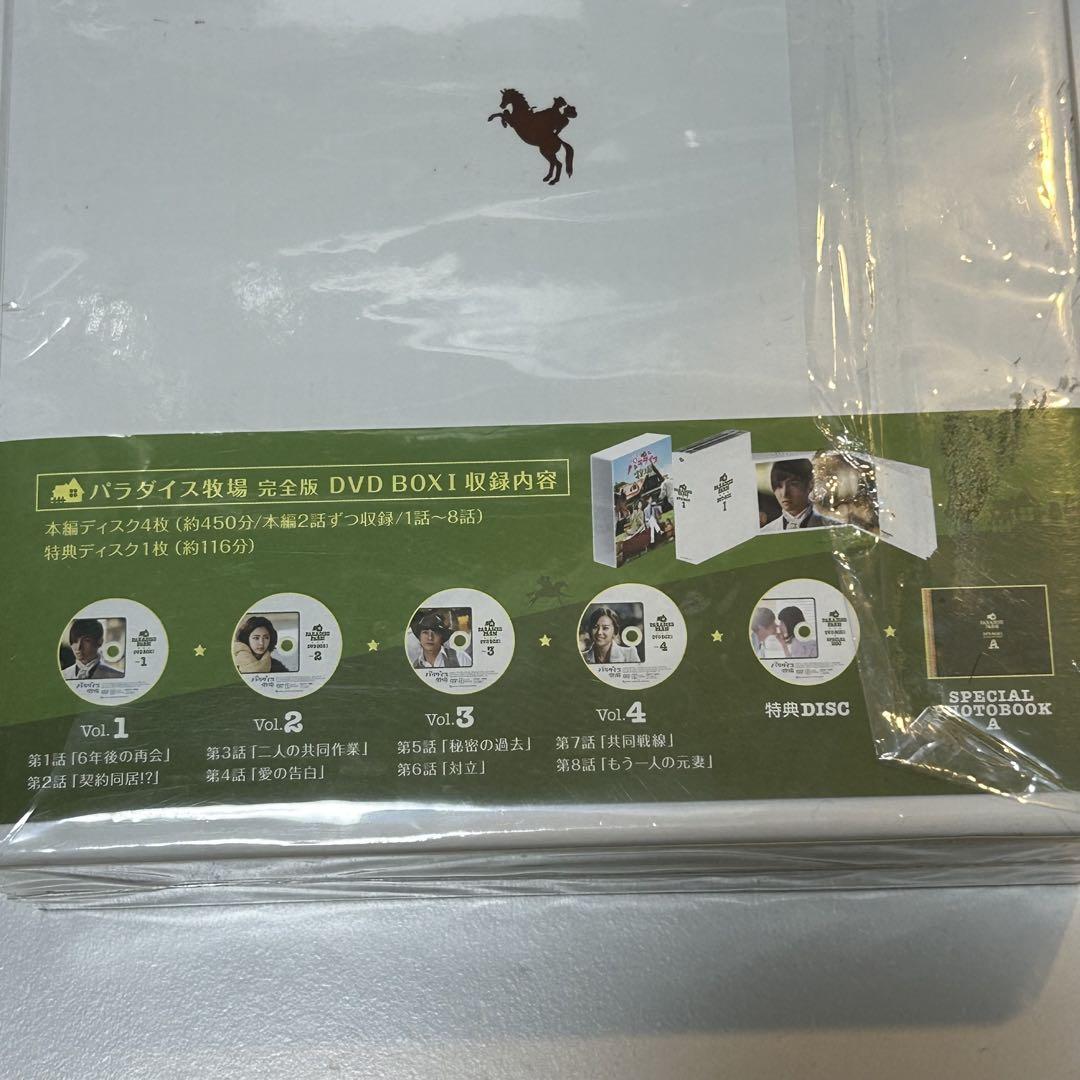 パラダイス牧場 完全版 DVD BOX I 収録内容
本編ディスク4枚（約450分/本編2話ずつ収録/1話〜8話）
特典ディスク1枚（約116分）
Vol.1
第1話「6年後の再会」
第2話「契約同居!?」
Vol.2
第3話「二人の共同作業」
第4話「愛の告白」
Vol.3
第5話「秘密の過去」
第6話「対立」
Vol.4
第7話「共同戦線」
第8話「もう一人の元妻」
特典DISC
SPECIAL
PHOTOBOOK
A